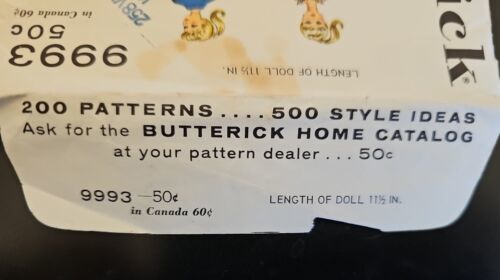 ick®
LENGTH OF DOLL 11½ IN.
9993
50¢
in Canada 60¢
200 PATTERNS .... 500 STYLE IDEAS
Ask for the BUTTERICK HOME CATALOG
at your pattern dealer ... 50c
9993 — 50¢
in Canada 60¢
LENGTH OF DOLL 11½ IN.